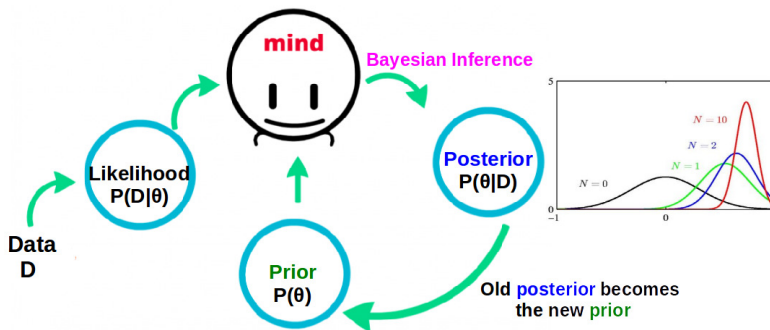 mind
Bayesian Inference
Likelihood
P(D|θ)
Posterior
P(θ|D)
Data
D
Prior
P(θ)
Old posterior becomes
the new prior
5
N = 10
N = 2
N = 1
N = 0
0
-1
0